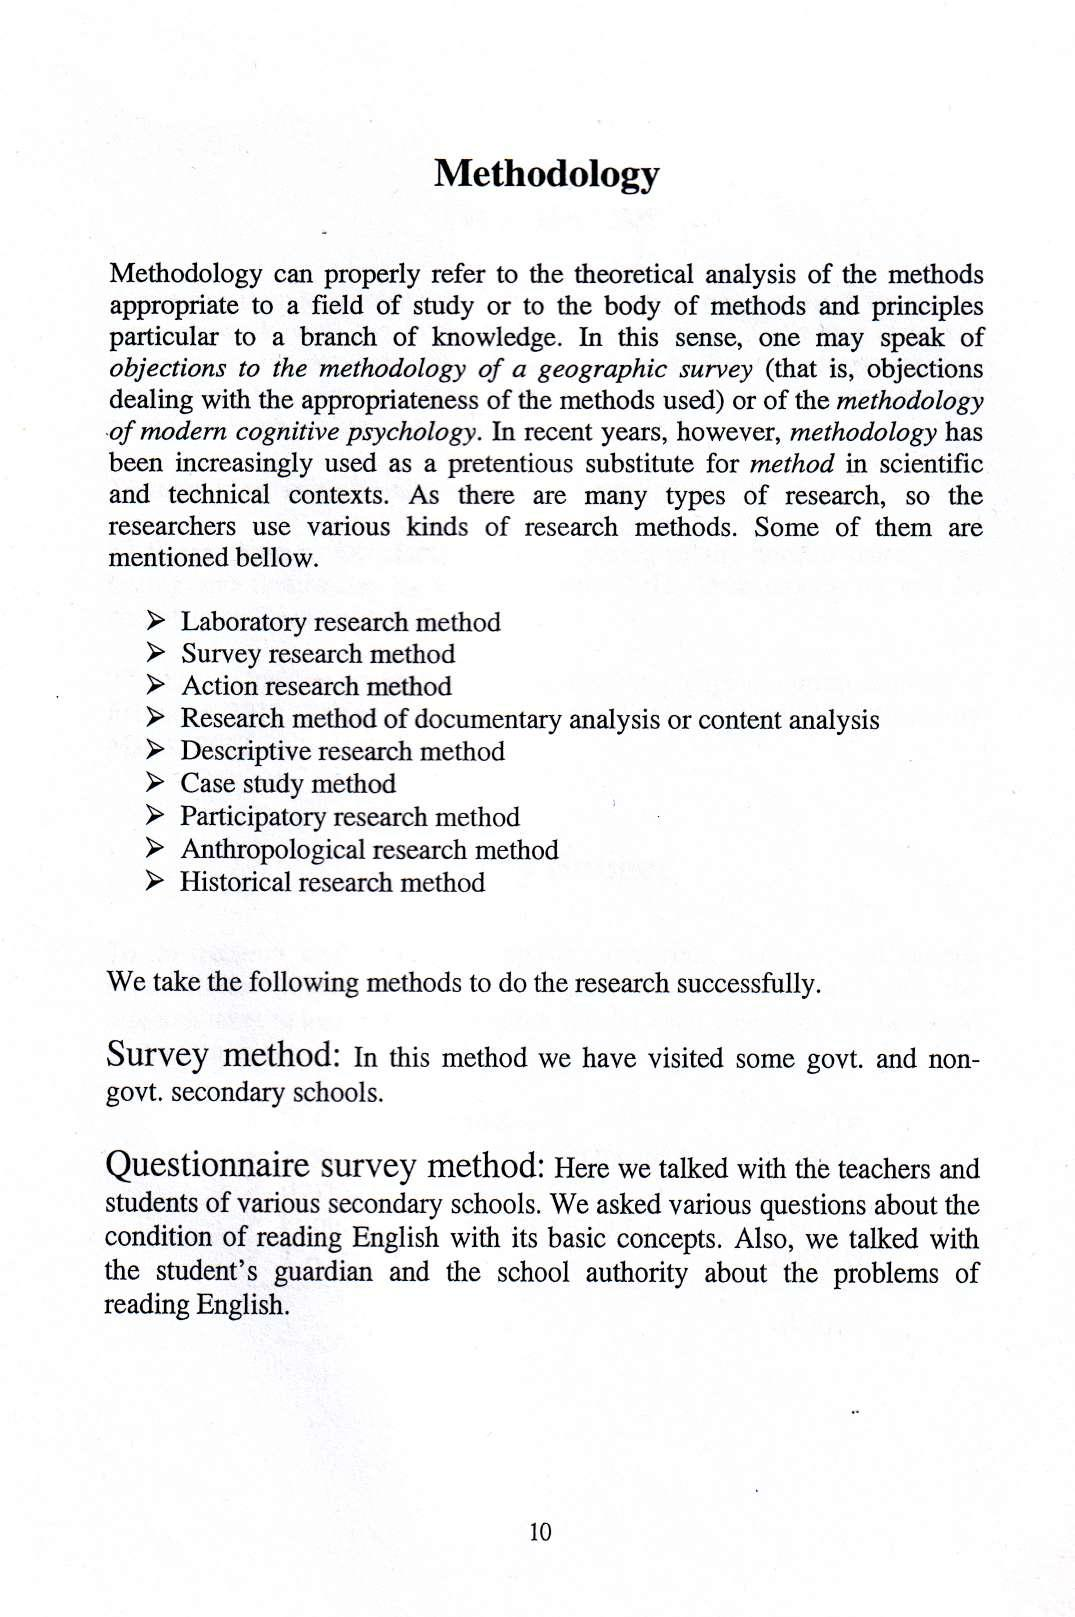 Methodology
Methodology can properly refer to the theoretical analysis of the methods
appropriate to a field of study or to the body of methods and principles
particular to a branch of knowledge. In this sense, one may speak of
objections to the methodology of a geographic survey (that is, objections
dealing with the appropriateness of the methods used) or of the methodology
of modern cognitive psychology. In recent years, however, methodology has
been increasingly used as a pretentious substitute for method in scientific
and technical contexts. As there are many types of research, so the
researchers use various kinds of research methods. Some of them are
mentioned bellow.
➢ Laboratory research method
➢ Survey research method
➢ Action research method
➢ Research method of documentary analysis or content analysis
➢ Descriptive research method
➢ Case study method
➢ Participatory research method
➢ Anthropological research method
➢ Historical research method
We take the following methods to do the research successfully.
Survey method: In this method we have visited some govt. and non-
govt. secondary schools.
Questionnaire survey method: Here we talked with the teachers and
students of various secondary schools. We asked various questions about the
condition of reading English with its basic concepts. Also, we talked with
the student's guardian and the school authority about the problems of
reading English.
10